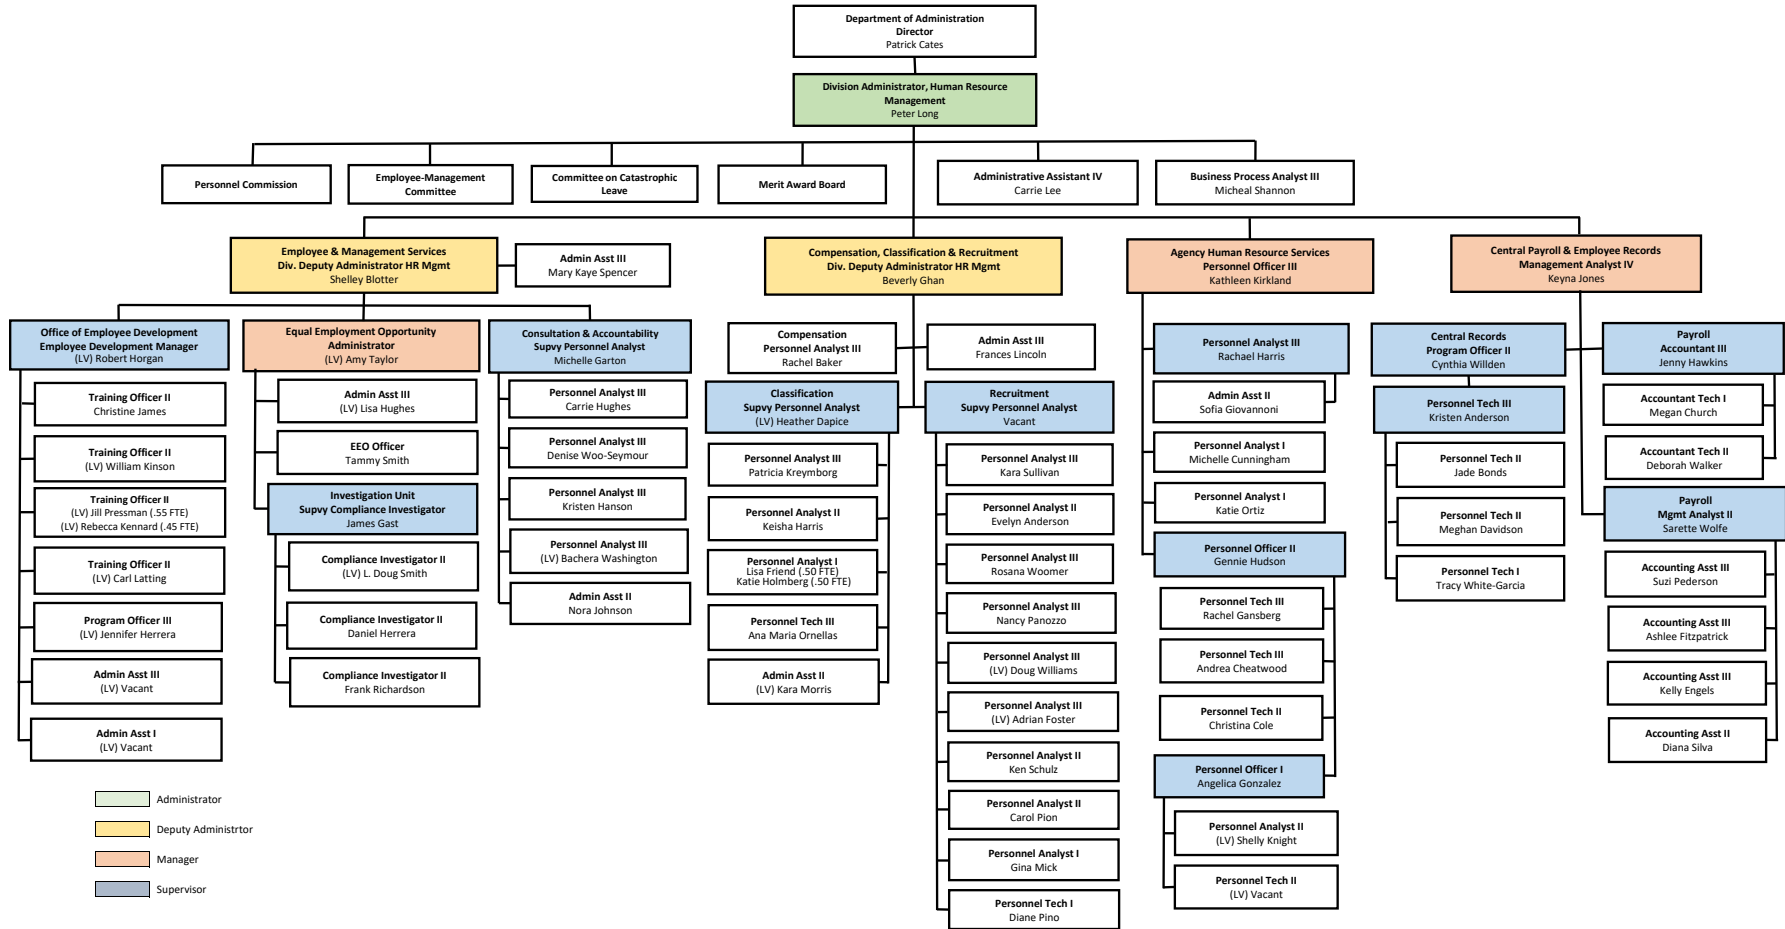 Department of Administration
Director
Patrick Cates
Division Administrator, Human Resource
Management
Peter Long
Personnel Commission
Employee-Management
Committee
Committee on Catastrophic
Leave
Merit Award Board
Administrative Assistant IV
Carrie Lee
Business Process Analyst III
Micheal Shannon
Employee & Management Services
Div. Deputy Administrator HR Mgmt
Shelley Blotter
Admin Asst III
Mary Kaye Spencer
Compensation, Classification & Recruitment
Div. Deputy Administrator HR Mgmt
Beverly Ghan
Agency Human Resource Services
Personnel Officer III
Kathleen Kirkland
Central Payroll & Employee Records
Management Analyst IV
Keyna Jones
Office of Employee Development
Employee Development Manager
(LV) Robert Horgan
Training Officer II
Christine James
Training Officer II
(LV) William Kinson
Training Officer II
(LV) Jill Pressman (.55 FTE)
(LV) Rebecca Kennard (.45 FTE)
Training Officer II
(LV) Carl Latting
Program Officer III
(LV) Jennifer Herrera
Admin Asst III
(LV) Vacant
Admin Asst I
(LV) Vacant
Equal Employment Opportunity
Administrator
(LV) Amy Taylor
Admin Asst III
(LV) Lisa Hughes
EEO Officer
Tammy Smith
Investigation Unit
Supvy Compliance Investigator
James Gast
Compliance Investigator II
(LV) L. Doug Smith
Compliance Investigator II
Daniel Herrera
Compliance Investigator II
Frank Richardson
Consultation & Accountability
Supvy Personnel Analyst
Michelle Garton
Personnel Analyst III
Carrie Hughes
Personnel Analyst III
Denise Woo-Seymour
Personnel Analyst III
Kristen Hanson
Personnel Analyst III
(LV) Bachera Washington
Admin Asst II
Nora Johnson
Compensation
Personnel Analyst III
Rachel Baker
Admin Asst III
Frances Lincoln
Classification
Supvy Personnel Analyst
(LV) Heather Dapice
Personnel Analyst III
Patricia Kreymborg
Personnel Analyst II
Keisha Harris
Personnel Analyst I
Lisa Friend (.50 FTE)
Katie Holmberg (.50 FTE)
Personnel Tech III
Ana Maria Ornellas
Admin Asst II
(LV) Kara Morris
Recruitment
Supvy Personnel Analyst
Vacant
Personnel Analyst III
Kara Sullivan
Personnel Analyst II
Evelyn Anderson
Personnel Analyst III
Rosana Woomer
Personnel Analyst III
Nancy Panozzo
Personnel Analyst III
(LV) Doug Williams
Personnel Analyst III
(LV) Adrian Foster
Personnel Analyst II
Ken Schulz
Personnel Analyst II
Carol Pion
Personnel Analyst I
Gina Mick
Personnel Tech I
Diane Pino
Personnel Analyst III
Rachael Harris
Admin Asst II
Sofia Giovannoni
Personnel Analyst I
Michelle Cunningham
Personnel Analyst I
Katie Ortiz
Personnel Officer II
Gennie Hudson
Personnel Tech III
Rachel Gansberg
Personnel Tech III
Andrea Cheatwood
Personnel Tech II
Christina Cole
Personnel Officer I
Angelica Gonzalez
Personnel Analyst II
(LV) Shelly Knight
Personnel Tech II
(LV) Vacant
Central Records
Program Officer II
Cynthia Willden
Personnel Tech III
Kristen Anderson
Personnel Tech II
Jade Bonds
Personnel Tech II
Meghan Davidson
Personnel Tech I
Tracy White-Garcia
Payroll
Accountant III
Jenny Hawkins
Accountant Tech I
Megan Church
Accountant Tech II
Deborah Walker
Payroll
Mgmt Analyst II
Sarette Wolfe
Accounting Asst III
Suzi Pederson
Accounting Asst III
Ashlee Fitzpatrick
Accounting Asst III
Kelly Engels
Accounting Asst II
Diana Silva
Administrator
Deputy Administrtor
Manager
Supervisor